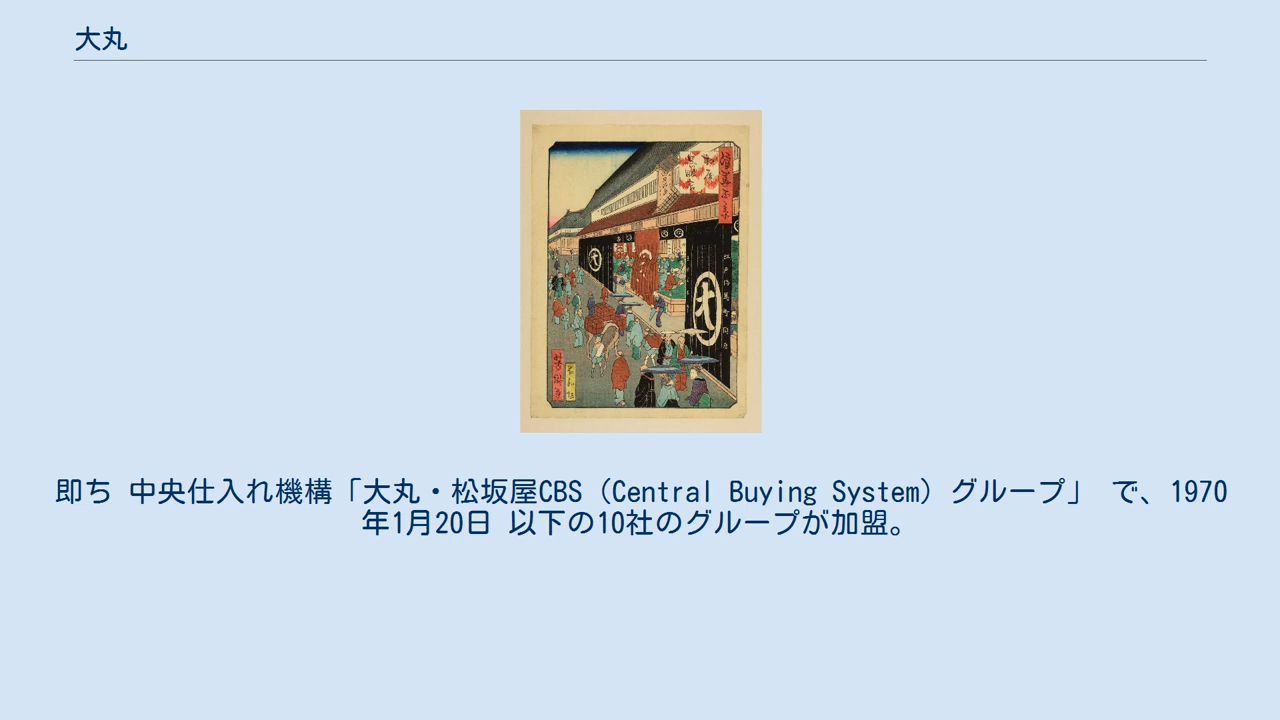 大丸
大
大
即ち 中央仕入れ機構「大丸・松坂屋CBS（Central Buying System）グループ」 で、1970
年1月20日 以下の10社のグループが加盟。